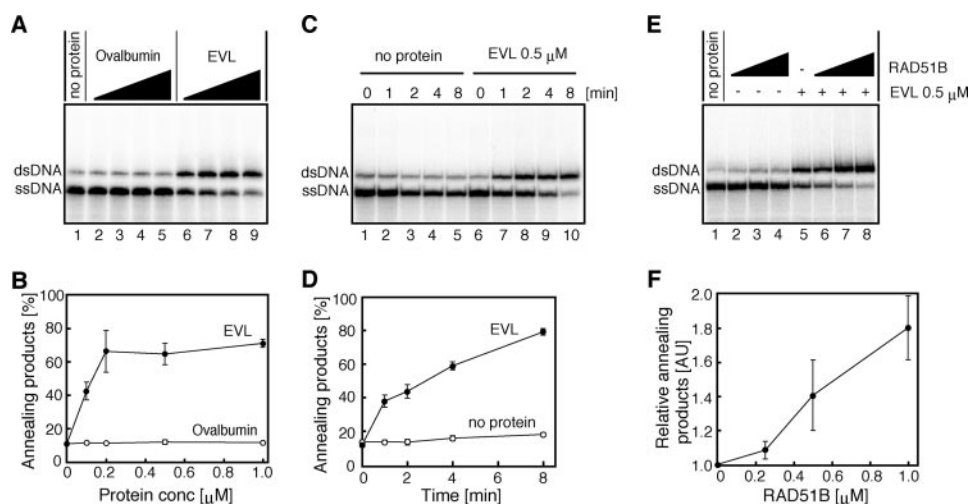 A
no protein
Ovalbumin
EVL
dsDNA
ssDNA
1 2 3 4 5 6 7 8 9
C
no protein
EVL 0.5 μM
0 1 2 4 8 0 1 2 4 8 [min]
dsDNA
ssDNA
1 2 3 4 5 6 7 8 9 10
E
no protein
- RAD51B
- - - + + + + EVL 0.5 μM
dsDNA
ssDNA
1 2 3 4 5 6 7 8
B
Annealing products [%]
100
80
60
40
20
0
EVL
Ovalbumin
0 0.2 0.4 0.6 0.8 1.0
Protein conc [μM]
D
Annealing products [%]
100
80
60
40
20
0
EVL
no protein
0 2 4 6 8
Time [min]
F
Relative annealing
products [AU]
2.0
1.8
1.6
1.4
1.2
1.0
0 0.2 0.4 0.6 0.8 1.0
RAD51B [μM]